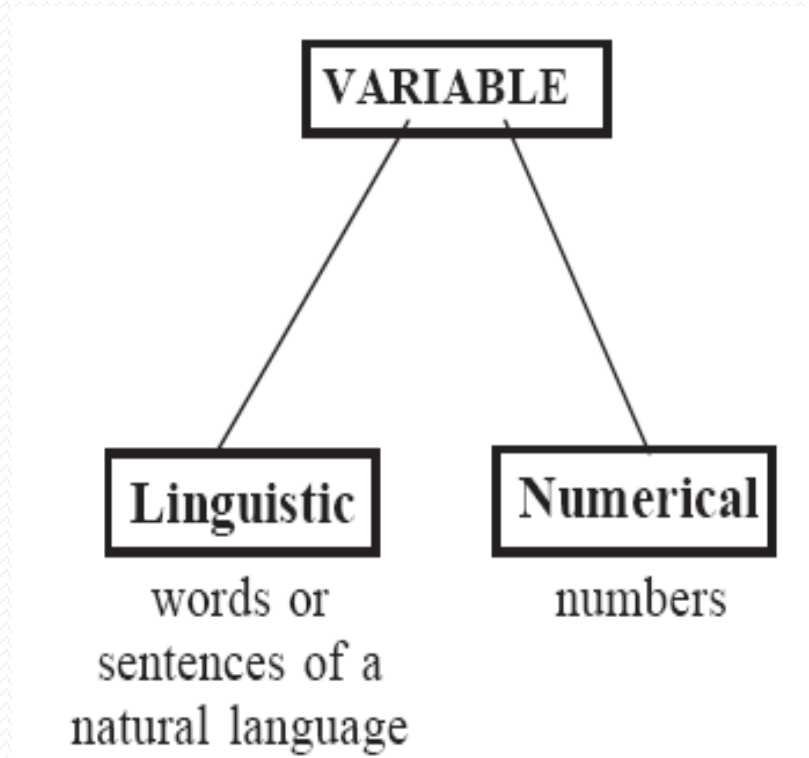 VARIABLE
Linguistic
words or
sentences of a
natural language
Numerical
numbers